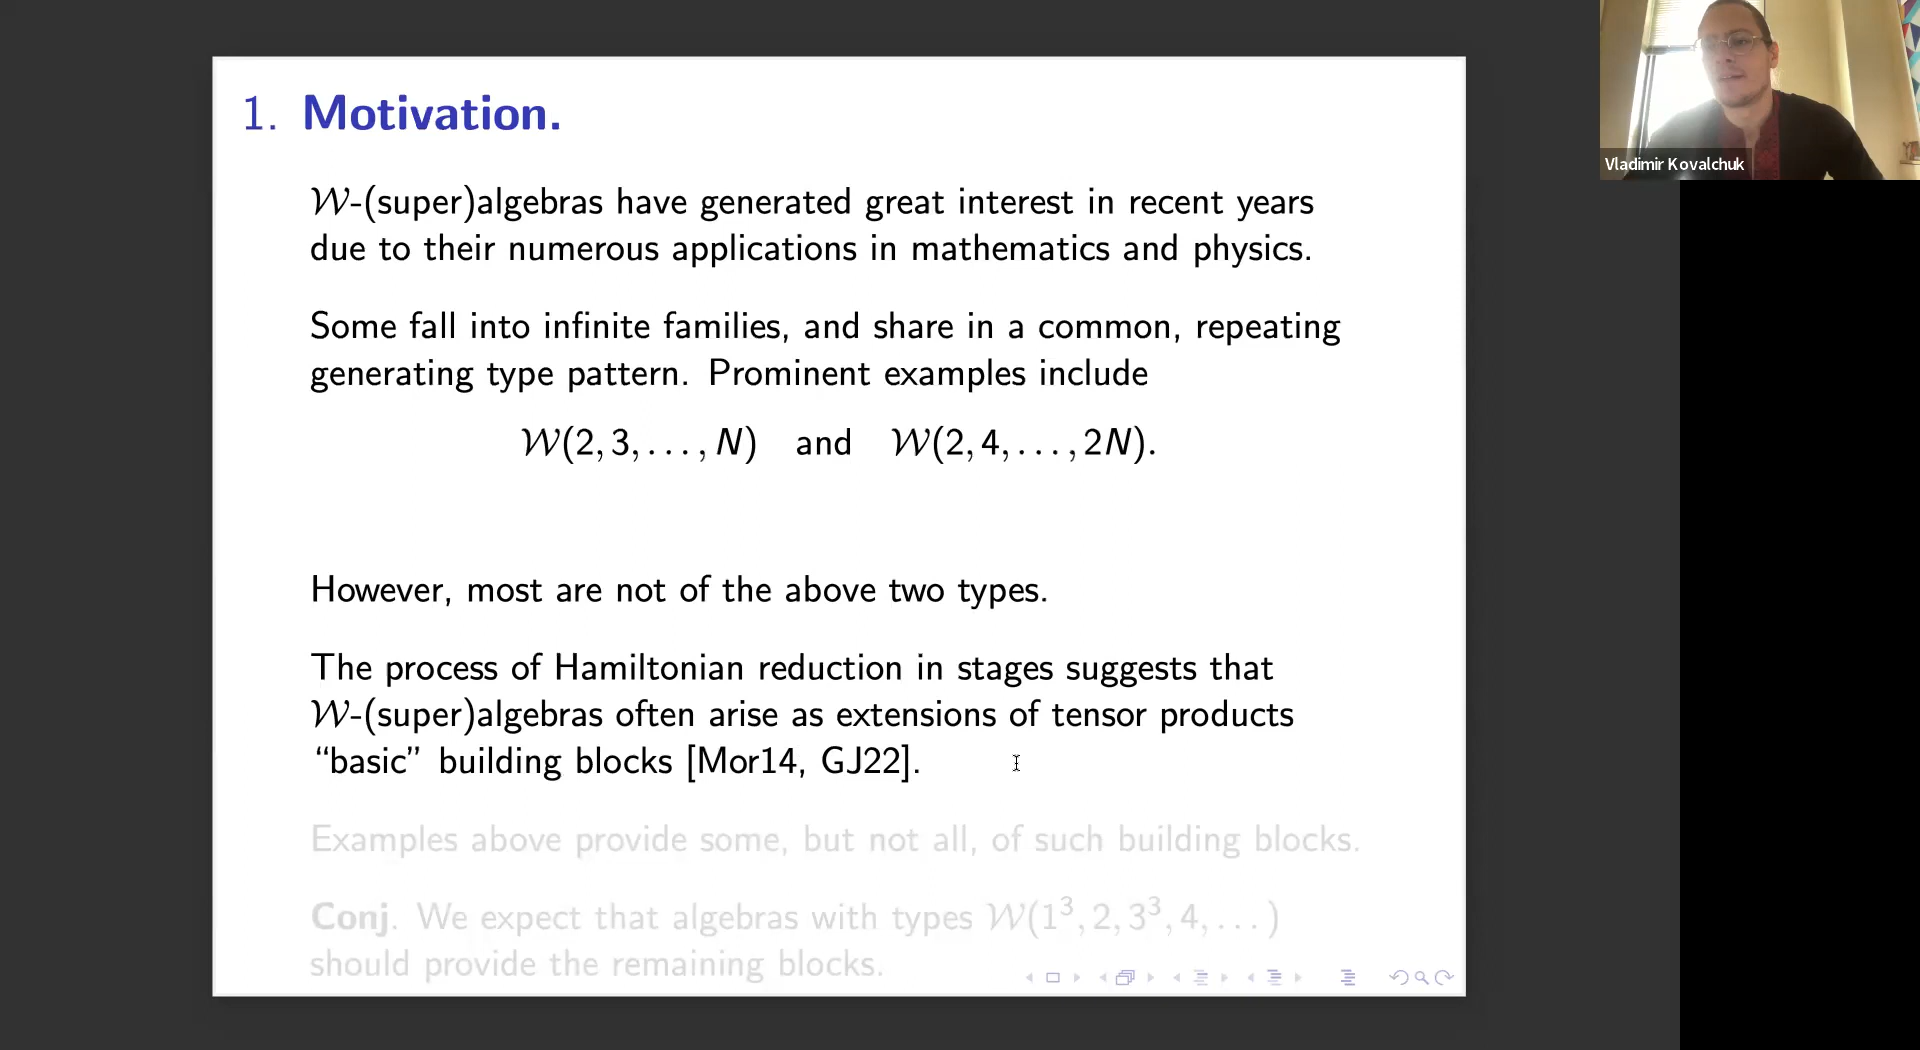 1. Motivation.
𝒲-(super)algebras have generated great interest in recent years
due to their numerous applications in mathematics and physics.
Some fall into infinite families, and share in a common, repeating
generating type pattern. Prominent examples include
𝒲(2, 3, . . . , N) and 𝒲(2, 4, . . . , 2N).
However, most are not of the above two types.
The process of Hamiltonian reduction in stages suggests that
𝒲-(super)algebras often arise as extensions of tensor products
“basic” building blocks [Mor14, GJ22].
Examples above provide some, but not all, of such building blocks.
Conj. We expect that algebras with types 𝒲(1³, 2, 3³, 4, . . . )
should provide the remaining blocks.
Vladimir Kovalchuk